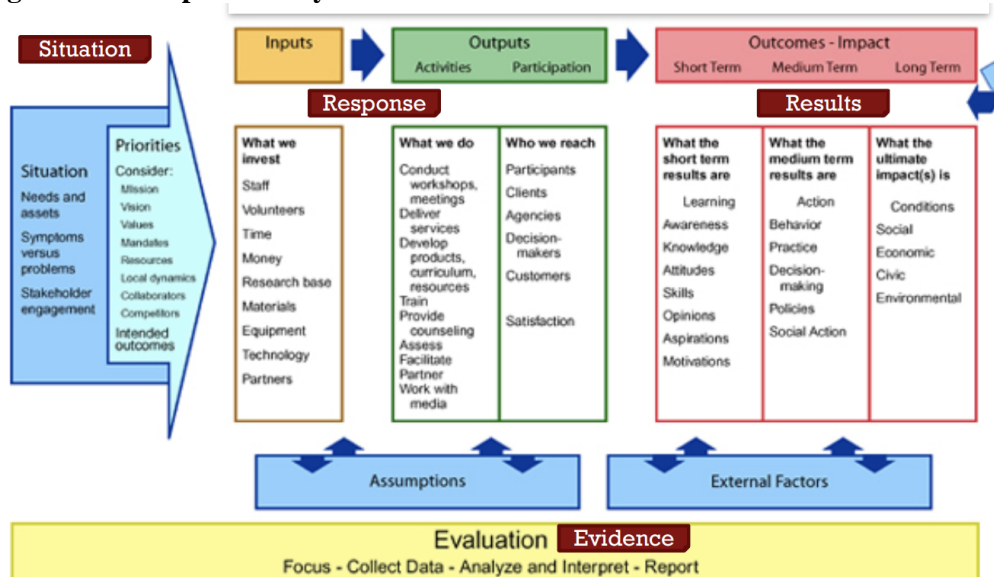 Situation
Inputs
Outputs
Activities Participation
Outcomes - Impact
Short Term Medium Term Long Term
Response
Results
Situation
Needs and
assets
Symptoms
versus
problems
Stakeholder
engagement
Priorities
Consider:
Mission
Vision
Values
Mandates
Resources
Local dynamics
Collaborators
Competitors
Intended
outcomes
What we
invest
Staff
Volunteers
Time
Money
Research base
Materials
Equipment
Technology
Partners
What we do
Conduct
workshops,
meetings
Deliver
services
Develop
products,
curriculum,
resources
Train
Provide
counseling
Assess
Facilitate
Partner
Work with
media
Who we reach
Participants
Clients
Agencies
Decision-
makers
Customers
Satisfaction
What the
short term
results are
Learning
Awareness
Knowledge
Attitudes
Skills
Opinions
Aspirations
Motivations
What the
medium term
results are
Action
Behavior
Practice
Decision-
making
Policies
Social Action
What the
ultimate
impact(s) is
Conditions
Social
Economic
Civic
Environmental
Assumptions
External Factors
Evaluation Evidence
Focus - Collect Data - Analyze and Interpret - Report